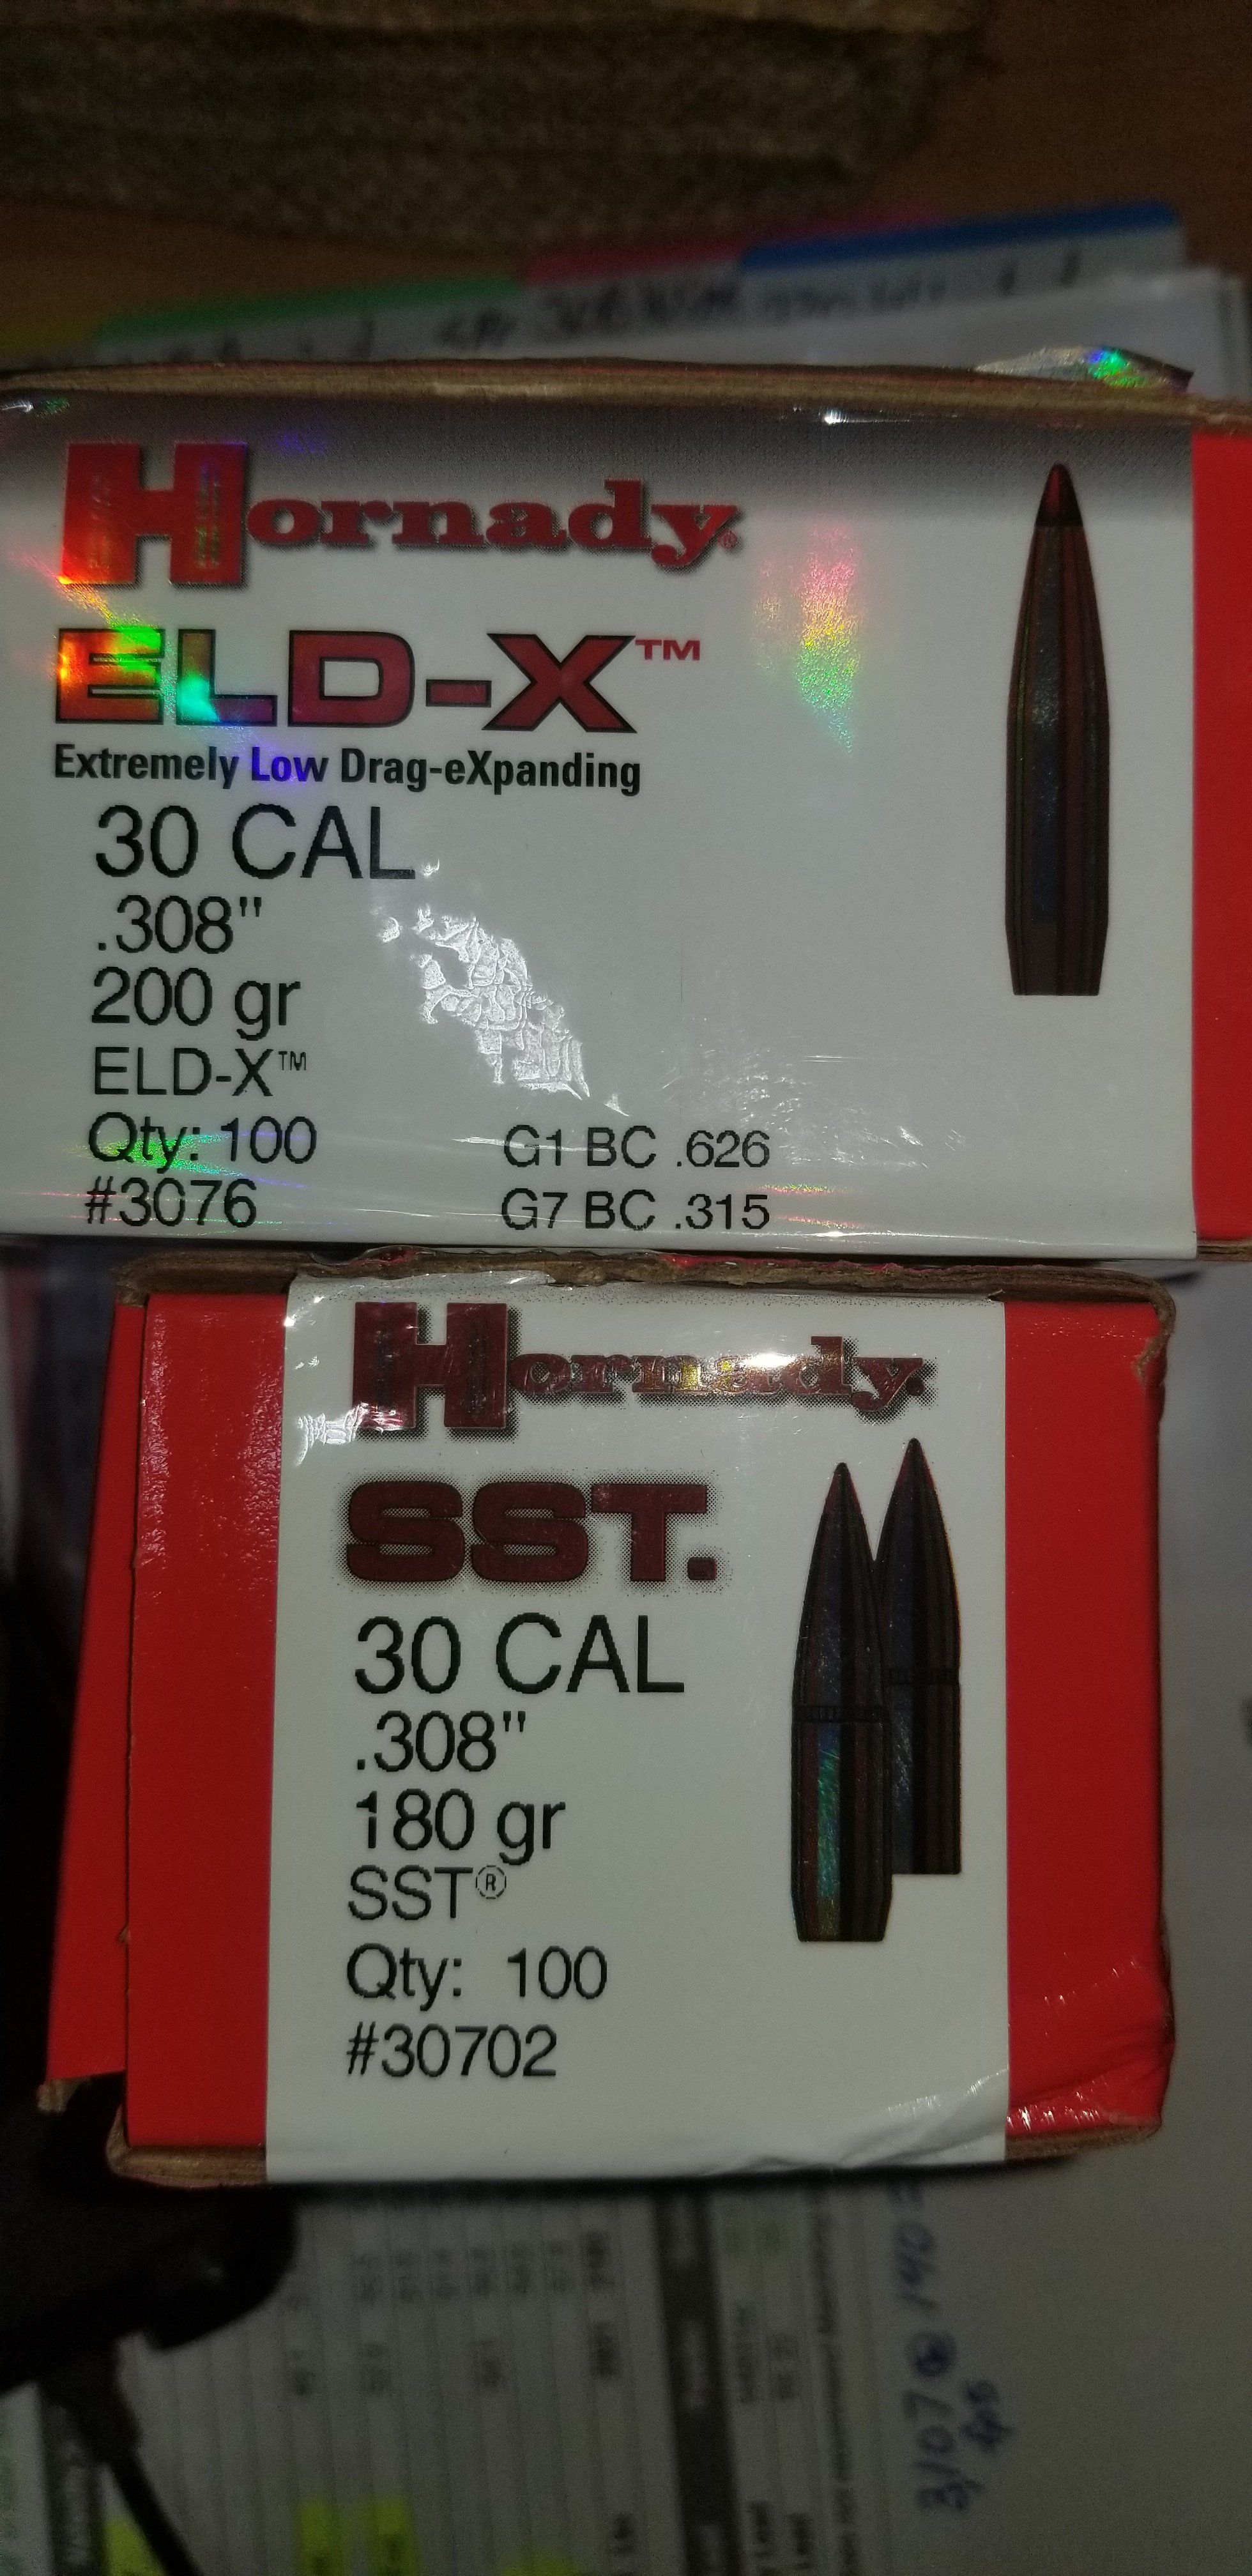 Hornady®
ELD-X™
Extremely Low Drag-eXpanding
30 CAL
.308"
200 gr
ELD-X™
Qty: 100
#3076
G1 BC .626
G7 BC .315
Hornady
SST.
30 CAL
.308"
180 gr
SST®
Qty: 100
#30702